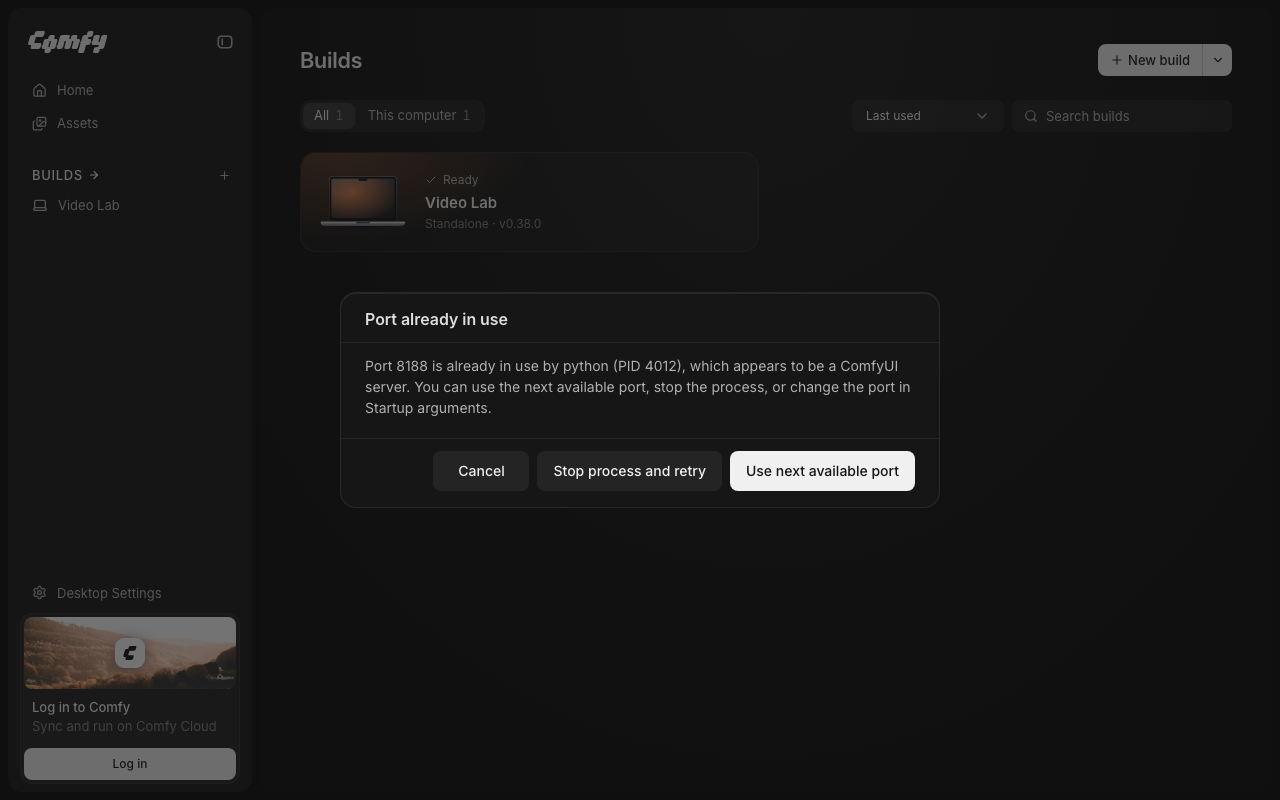 Comfy
Home
Assets
BUILDS
Video Lab
Desktop Settings
Log in to Comfy
Sync and run on Comfy Cloud
Log in
Builds
New build
All 1
This computer 1
Last used
Search builds
Ready
Video Lab
Standalone · v0.38.0
Port already in use
Port 8188 is already in use by python (PID 4012), which appears to be a ComfyUI
server. You can use the next available port, stop the process, or change the port in
Startup arguments.
Cancel
Stop process and retry
Use next available port